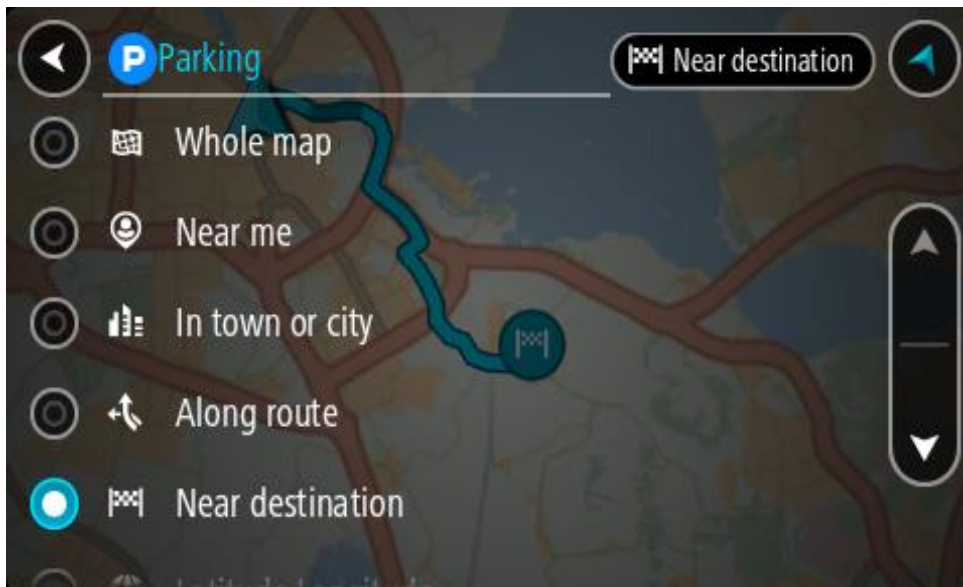 P Parking
Near destination
Whole map
Near me
In town or city
Along route
Near destination